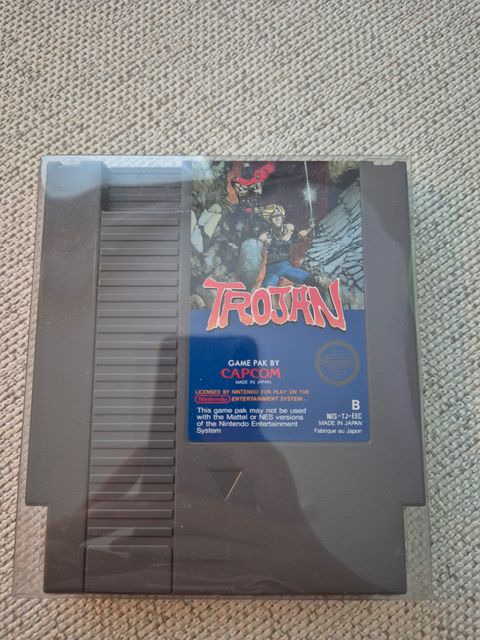 TROJAN
GAME PAK BY
CAPCOM
MADE IN JAPAN
LICENSED BY NINTENDO FOR PLAY ON THE
Nintendo ENTERTAINMENT SYSTEM.
This game pak may not be used
with the Mattel or NES versions
of the Nintendo Entertainment
System
B
NES-TJ-EEC
MADE IN JAPAN
Fabriqué au Japon